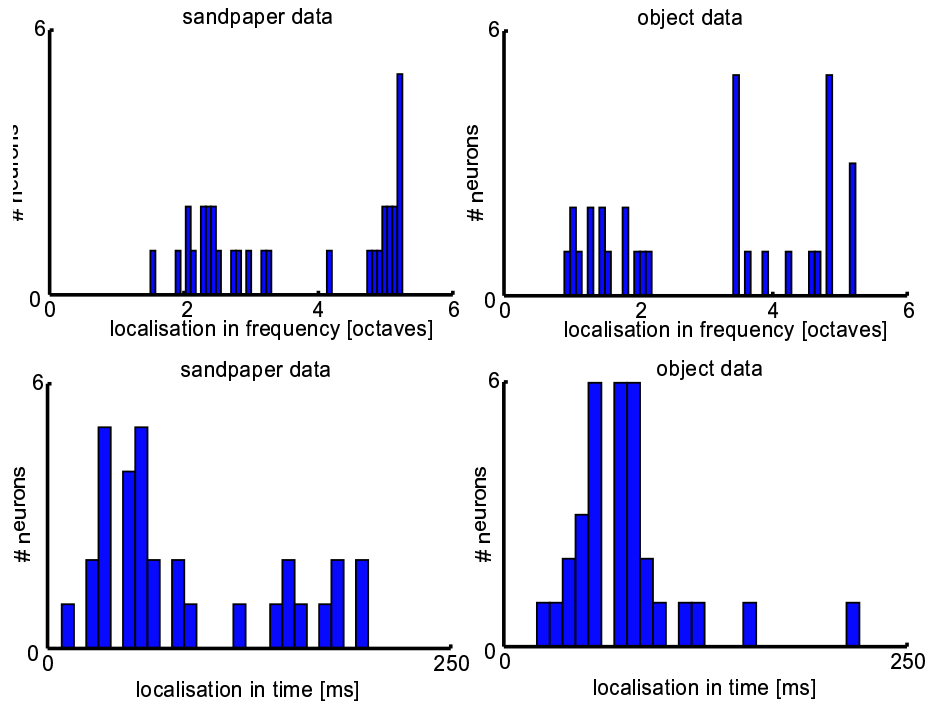 sandpaper data
6
# neurons
0
0
2
4
6
localisation in frequency [octaves]
object data
6
# neurons
0
0
2
4
6
localisation in frequency [octaves]
sandpaper data
6
# neurons
0
0
250
localisation in time [ms]
object data
6
# neurons
0
0
250
localisation in time [ms]